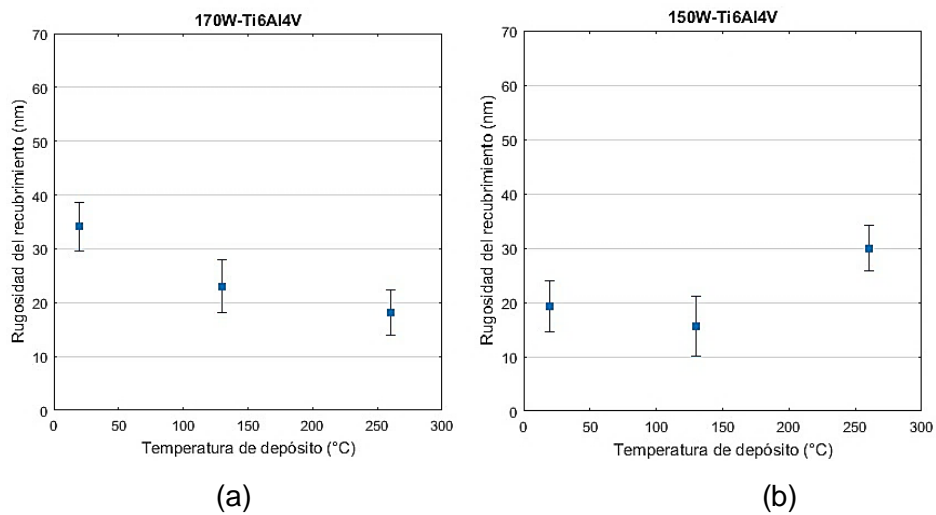 170W-Ti6Al4V
70
60
50
40
30
20
10
0
Rugosidad del recubrimiento (nm)
0 50 100 150 200 250 300
Temperatura de depósito (°C)
(a)
150W-Ti6Al4V
70
60
50
40
30
20
10
0
Rugosidad del recubrimiento (nm)
0 50 100 150 200 250 300
Temperatura de depósito (°C)
(b)